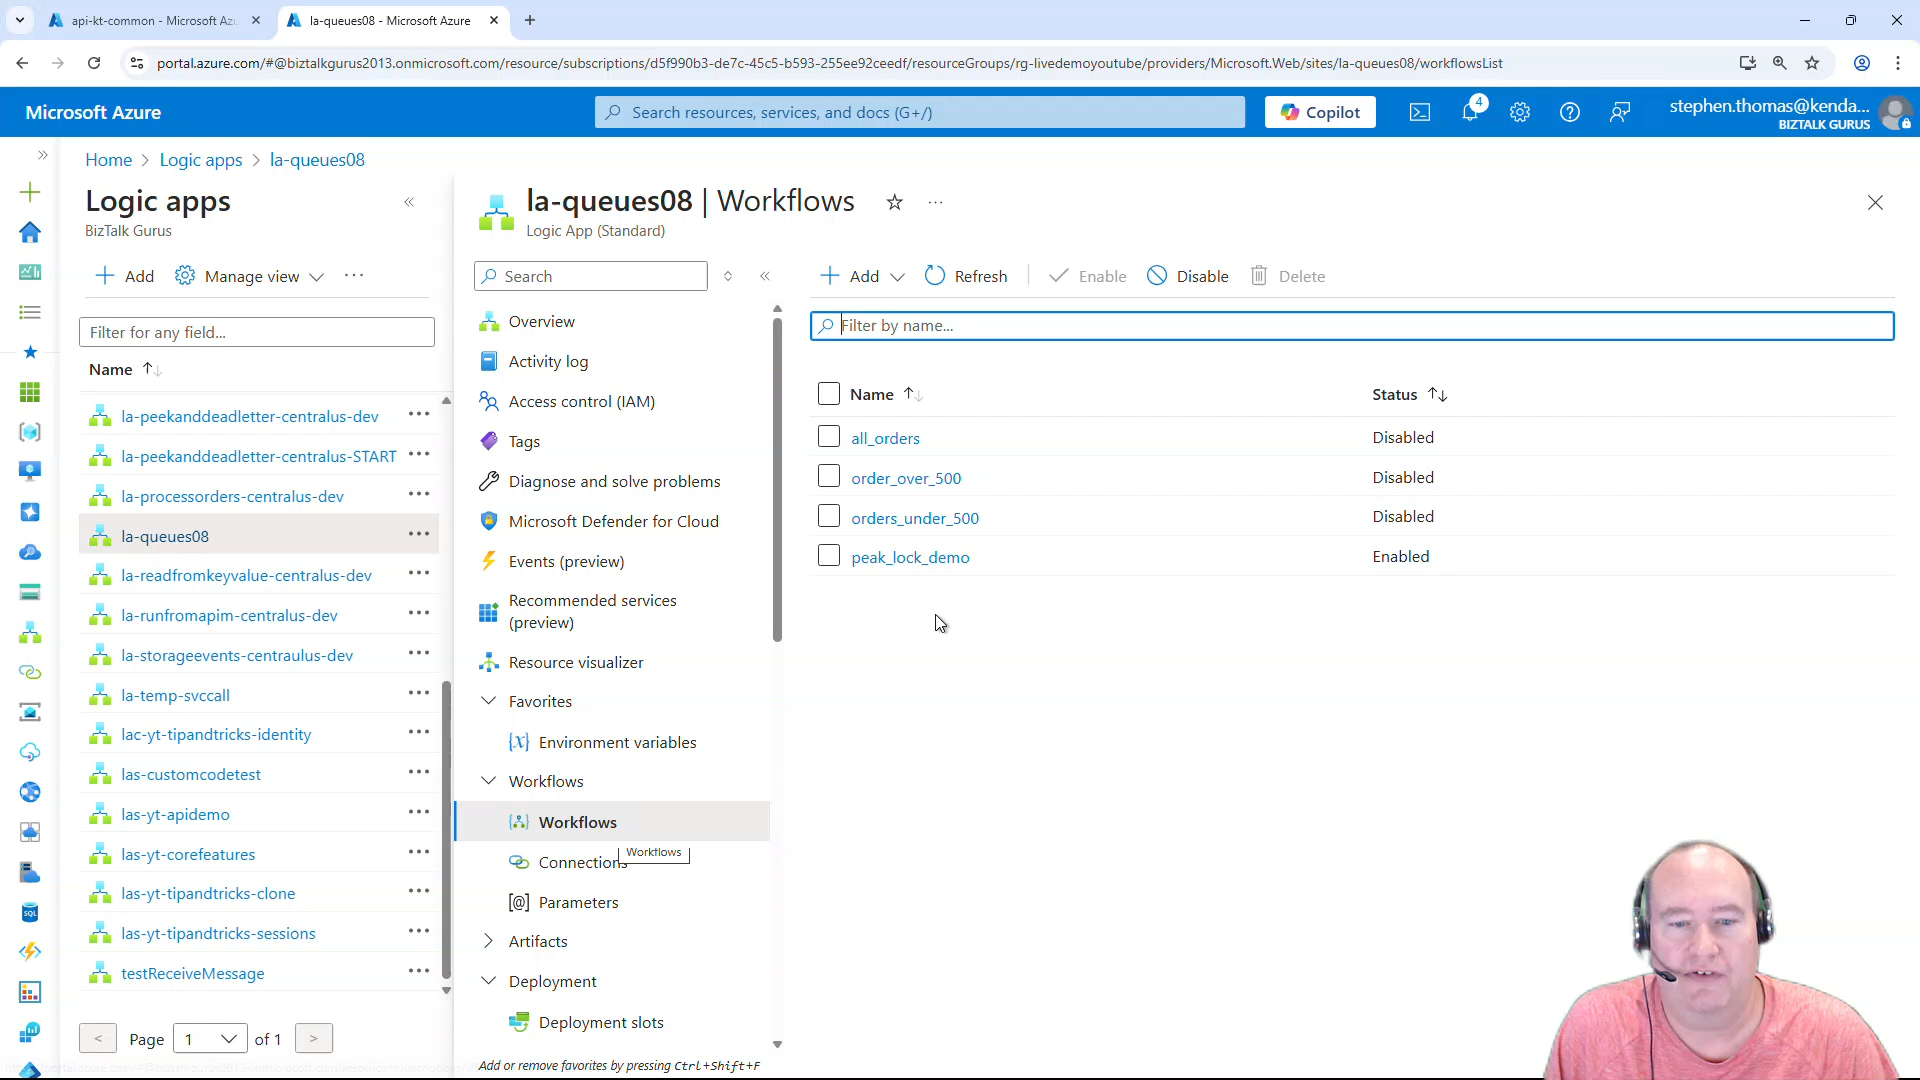 api-kt-common - Microsoft Az
la-queues08 - Microsoft Azure
portal.azure.com/#@biztalkgurus2013.onmicrosoft.com/resource/subscriptions/d5f990b3-de7c-45c5-b593-255ee92ceedf/resourceGroups/rg-livedemoyoutube/providers/Microsoft.Web/sites/la-queues08/workflowsList
Microsoft Azure
Search resources, services, and docs (G+/)
Copilot
4
stephen.thomas@kenda...
BIZTALK GURUS
Home > Logic apps > la-queues08
Logic apps
BizTalk Gurus
Add
Manage view
Filter for any field...
Name
la-peekanddeadletter-centralus-dev
la-peekanddeadletter-centralus-START
la-processorders-centralus-dev
la-queues08
la-readfromkeyvalue-centralus-dev
la-runfromapim-centralus-dev
la-storageevents-centraulus-dev
la-temp-svccall
lac-yt-tipandtricks-identity
las-customcodetest
las-yt-apidemo
las-yt-corefeatures
las-yt-tipandtricks-clone
las-yt-tipandtricks-sessions
testReceiveMessage
< Page 1 of 1 >
la-queues08 | Workflows
Logic App (Standard)
Search
Overview
Activity log
Access control (IAM)
Tags
Diagnose and solve problems
Microsoft Defender for Cloud
Events (preview)
Recommended services
(preview)
Resource visualizer
Favorites
Environment variables
Workflows
Workflows
Workflows
Connections
Parameters
Artifacts
Deployment
Deployment slots
Add or remove favorites by pressing Ctrl+Shift+F
Add
Refresh
Enable
Disable
Delete
Filter by name...
Name
Status
all_orders
Disabled
order_over_500
Disabled
orders_under_500
Disabled
peak_lock_demo
Enabled
SQL